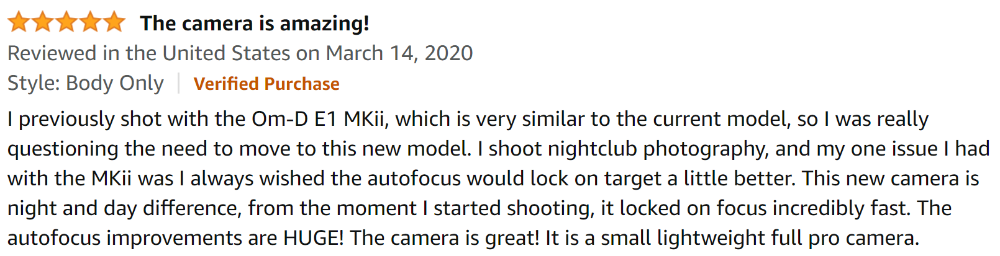 The camera is amazing!
Reviewed in the United States on March 14, 2020
Style: Body Only | Verified Purchase
I previously shot with the Om-D E1 MKii, which is very similar to the current model, so I was really
questioning the need to move to this new model. I shoot nightclub photography, and my one issue I had
with the MKii was I always wished the autofocus would lock on target a little better. This new camera is
night and day difference, from the moment I started shooting, it locked on focus incredibly fast. The
autofocus improvements are HUGE! The camera is great! It is a small lightweight full pro camera.